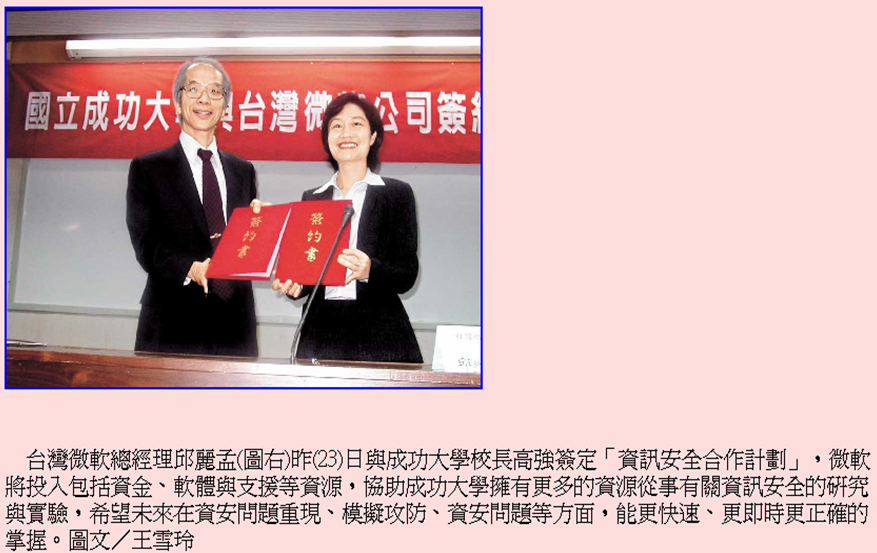 國立成功大 與台灣微 公司簽
簽約書
簽約書
台灣微軟總經理邱麗孟(圖右)昨(23)日與成功大學校長高強簽定「資訊安全合作計劃」，微軟
將投入包括資金、軟體與支援等資源，協助成功大學擁有更多的資源從事有關資訊安全的研究
與實驗，希望未來在資安問題重現、模擬攻防、資安問題等方面，能更快速、更即時更正確的
掌握。圖文／王雪玲